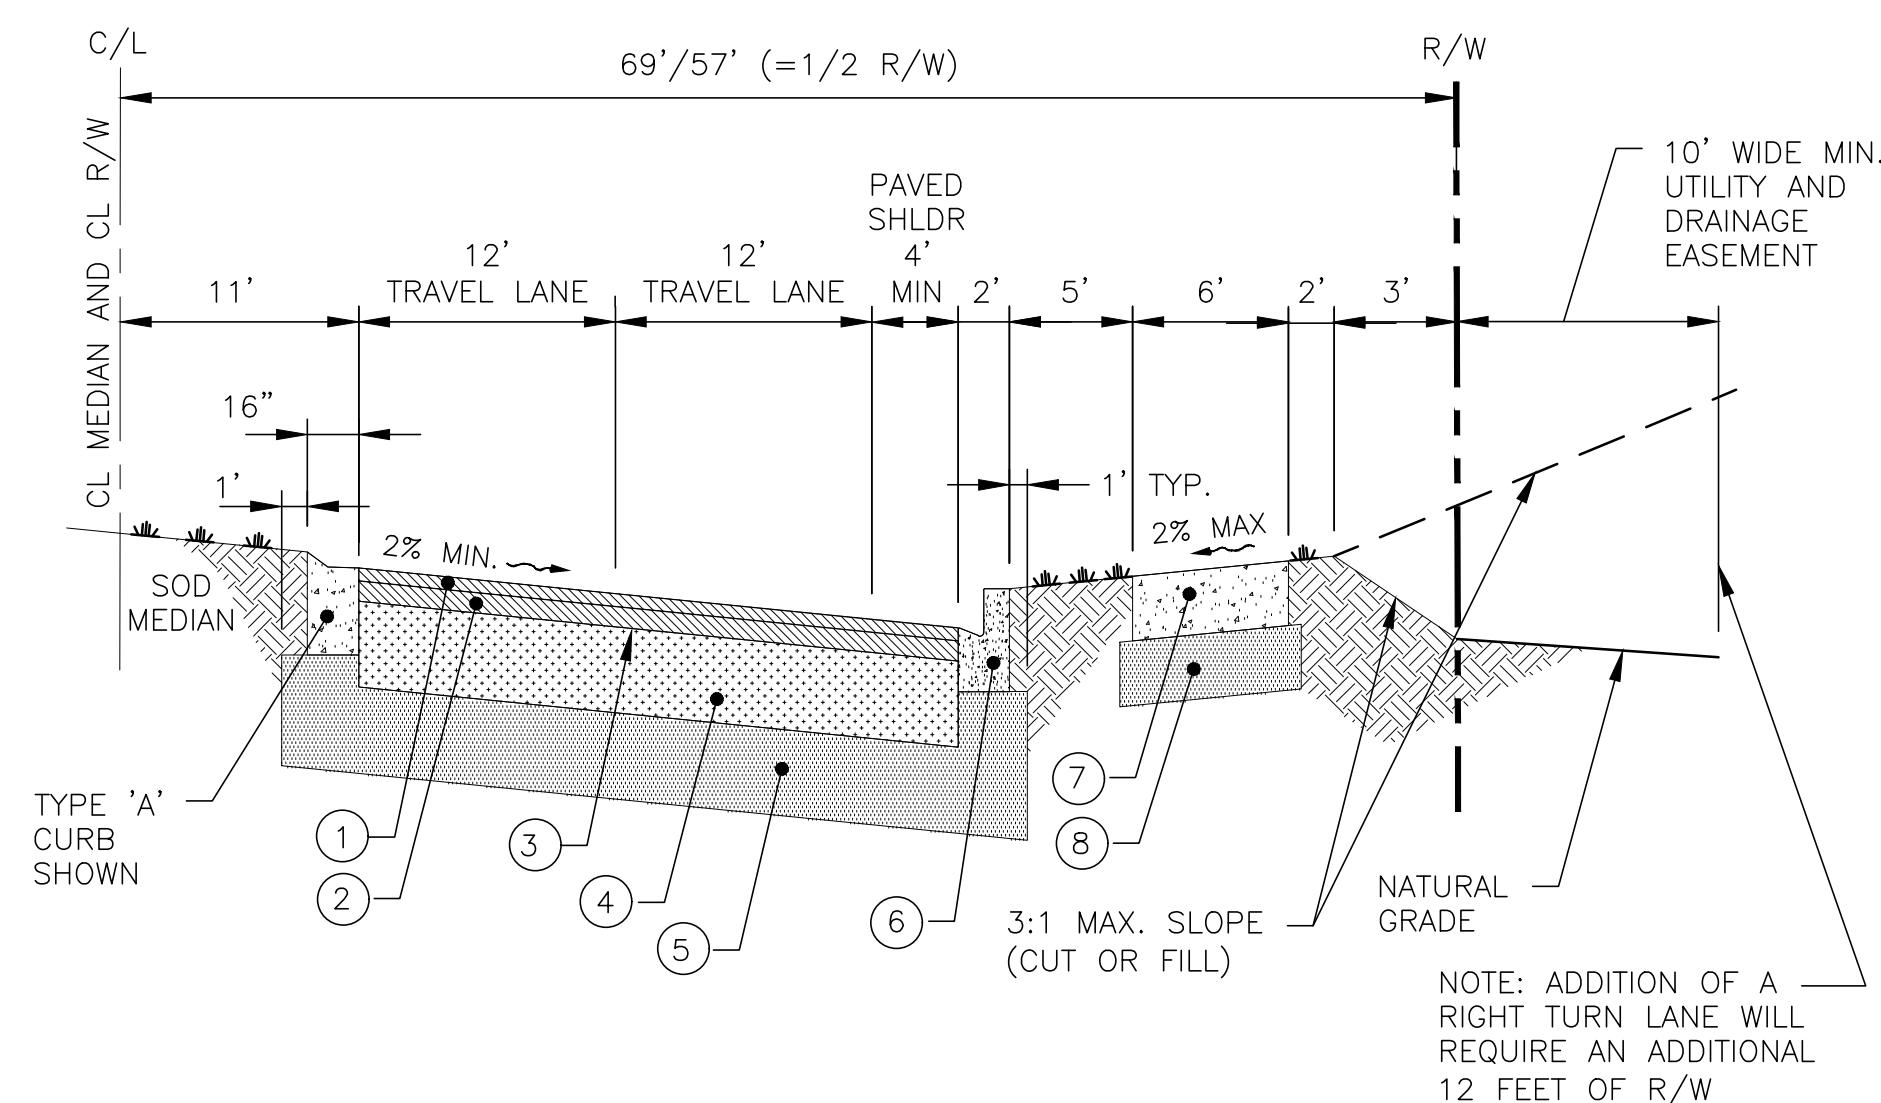 C/L
69'/57' (=1/2 R/W)
R/W
CL MEDIAN AND CL R/W
10' WIDE MIN.
UTILITY AND
DRAINAGE
EASEMENT
PAVED
SHLDR
11'
12'
TRAVEL LANE
12'
TRAVEL LANE
4'
MIN
2'
5'
6'
2'
3'
16”
1'
1' TYP.
2% MIN.
2% MAX
SOD
MEDIAN
TYPE 'A'
CURB
SHOWN
1
2
3
4
5
6
7
8
3:1 MAX. SLOPE
(CUT OR FILL)
NATURAL
GRADE
NOTE: ADDITION OF A
RIGHT TURN LANE WILL
REQUIRE AN ADDITIONAL
12 FEET OF R/W